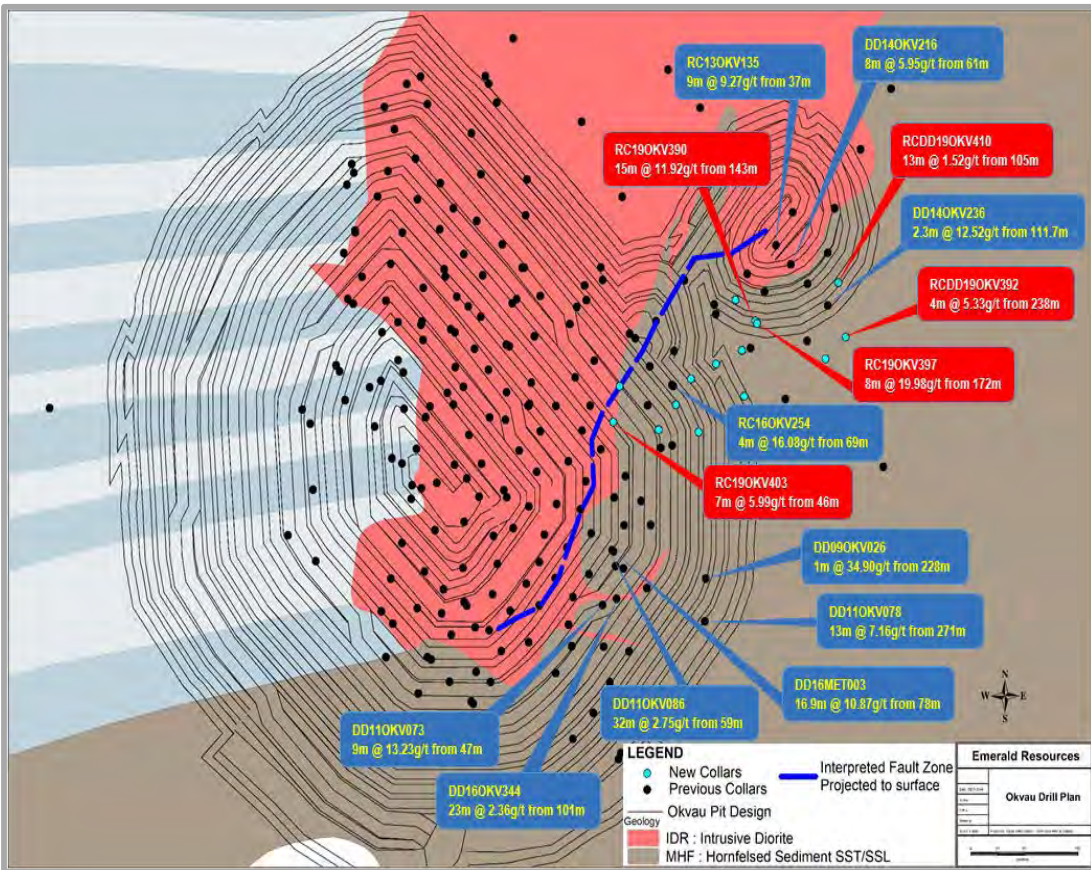 DD14OKV216
8m @ 5.95g/t from 61m
RC13OKV135
9m @ 9.27g/t from 37m
RC19OKV390
15m @ 11.92g/t from 143m
RCDD19OKV410
13m @ 1.52g/t from 105m
DD14OKV236
2.3m @ 12.52g/t from 111.7m
RCDD19OKV392
4m @ 5.33g/t from 238m
RC19OKV397
8m @ 19.98g/t from 172m
RC16OKV254
4m @ 16.08g/t from 69m
RC19OKV403
7m @ 5.99g/t from 46m
DD09OKV026
1m @ 34.90g/t from 228m
DD11OKV078
13m @ 7.16g/t from 271m
DD16MET003
16.9m @ 10.87g/t from 78m
DD11OKV086
32m @ 2.75g/t from 59m
DD11OKV073
9m @ 13.23g/t from 47m
DD16OKV344
23m @ 2.36g/t from 101m
N
W E
S
LEGEND
New Collars
Previous Collars
Interpreted Fault Zone
Projected to surface
Okvau Pit Design
Geology
IDR : Intrusive Diorite
MHF : Hornfelsed Sediment SST/SSL
Emerald Resources
Okvau Drill Plan